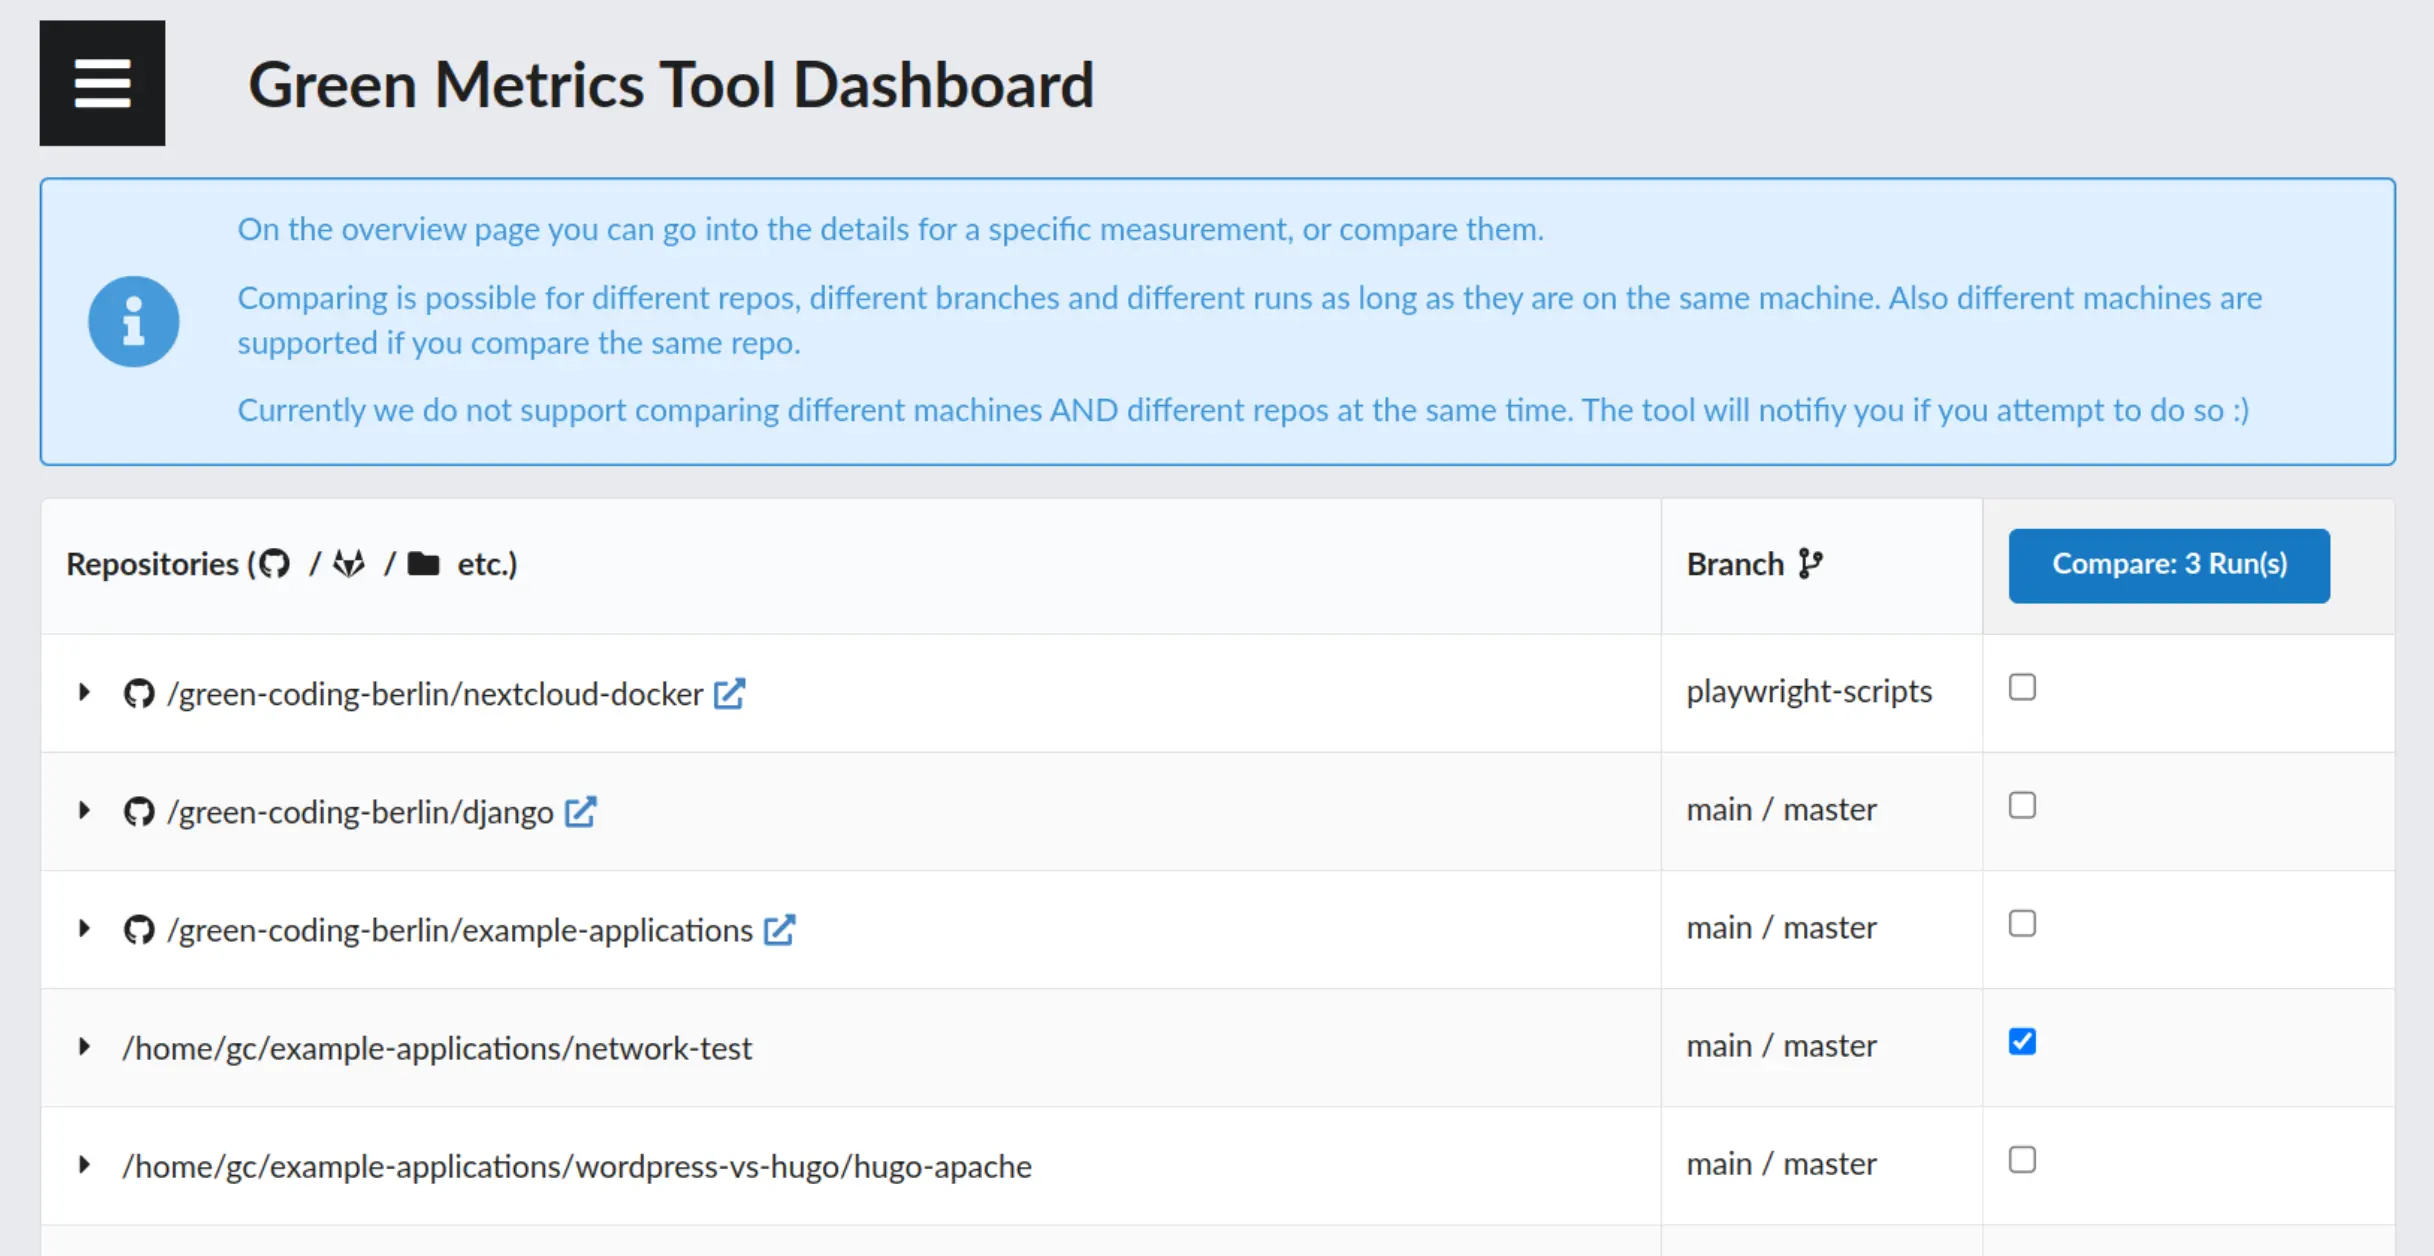 Green Metrics Tool Dashboard
On the overview page you can go into the details for a specific measurement, or compare them.
Comparing is possible for different repos, different branches and different runs as long as they are on the same machine. Also different machines are
supported if you compare the same repo.
Currently we do not support comparing different machines AND different repos at the same time. The tool will notifiy you if you attempt to do so :)
Repositories ( / / etc.) Branch Compare: 3 Run(s)
/green-coding-berlin/nextcloud-docker playwright-scripts
/green-coding-berlin/django main / master
/green-coding-berlin/example-applications main / master
/home/gc/example-applications/network-test main / master
/home/gc/example-applications/wordpress-vs-hugo/hugo-apache main / master